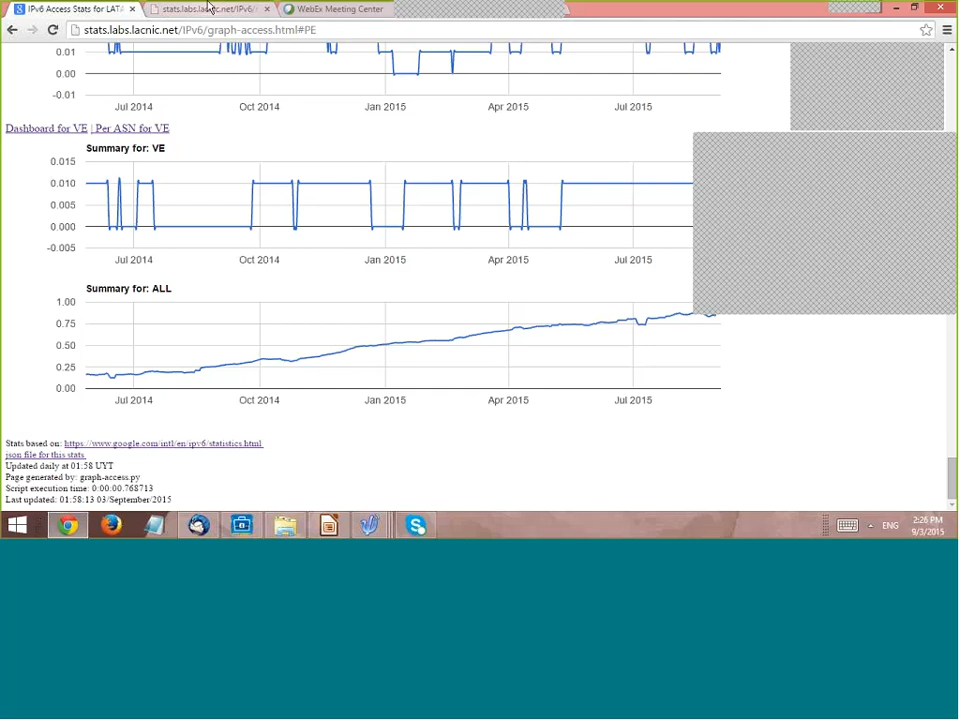 IPv6 Access Stats for LATA
stats.labs.lacnic.net/IPv6/
WebEx Meeting Center
stats.labs.lacnic.net/IPv6/graph-access.html#PE
0.01
0.00
-0.01
Jul 2014 Oct 2014 Jan 2015 Apr 2015 Jul 2015
Dashboard for VE | Per ASN for VE
Summary for: VE
0.015
0.010
0.005
0.000
-0.005
Jul 2014 Oct 2014 Jan 2015 Apr 2015 Jul 2015
Summary for: ALL
1.00
0.75
0.50
0.25
0.00
Jul 2014 Oct 2014 Jan 2015 Apr 2015 Jul 2015
Stats based on: https://www.google.com/intl/en/ipv6/statistics.html
json file for this stats
Updated daily at 01:58 UYT
Page generated by: graph-access.py
Script execution time: 0:00:00.768713
Last updated: 01:58:13 03/September/2015
ENG
2:26 PM
9/3/2015